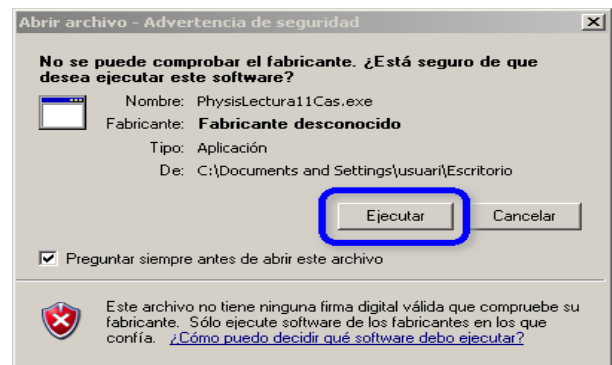 Abrir archivo - Advertencia de seguridad
No se puede comprobar el fabricante. ¿Está seguro de que
desea ejecutar este software?
Nombre: PhysisLectura11Cas.exe
Fabricante: Fabricante desconocido
Tipo: Aplicación
De: C:\Documents and Settings\usuari\Escritorio
Ejecutar Cancelar
Preguntar siempre antes de abrir este archivo
Este archivo no tiene ninguna firma digital válida que compruebe su
fabricante. Sólo ejecute software de los fabricantes en los que
confía. ¿Cómo puedo decidir qué software debo ejecutar?